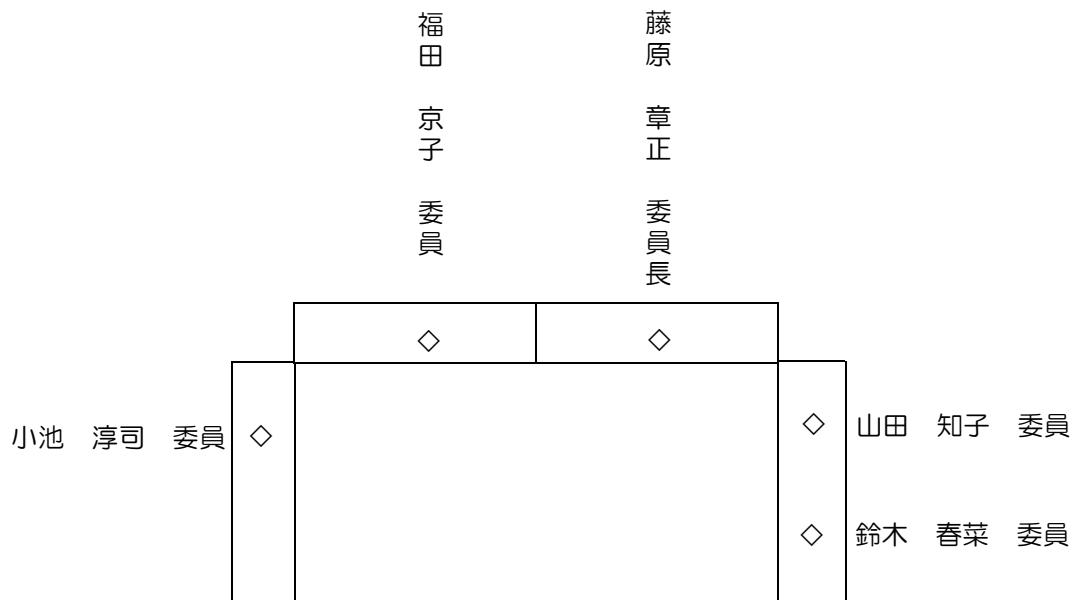 藤原　章正　委員長
福田　京子　委員
小池　淳司　委員
◇
◇
◇
◇
山田　知子　委員
◇
鈴木　春菜　委員